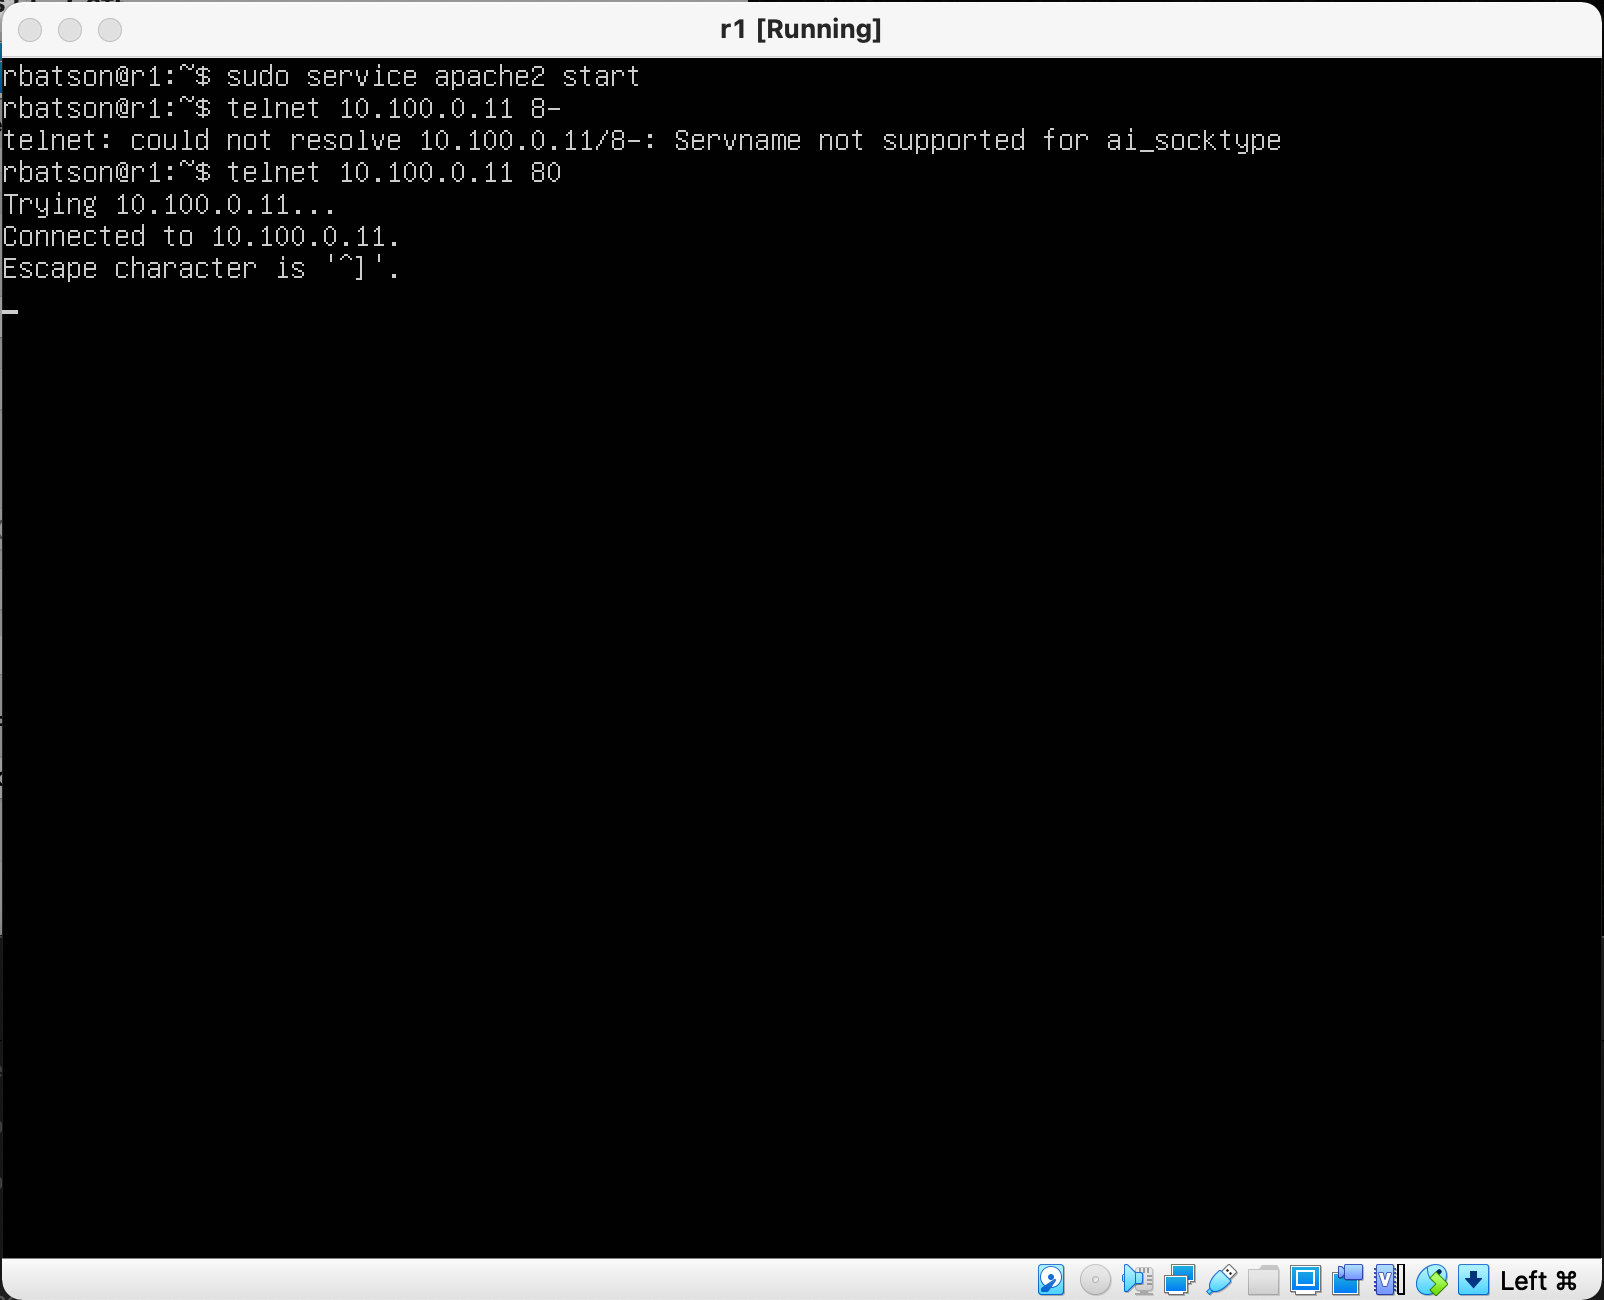 r1 [Running]
rbatson@r1:~$ sudo service apache2 start
rbatson@r1:~$ telnet 10.100.0.11 8-
telnet: could not resolve 10.100.0.11/8-: Servname not supported for ai_socktype
rbatson@r1:~$ telnet 10.100.0.11 80
Trying 10.100.0.11...
Connected to 10.100.0.11.
Escape character is '^]'.
Left ⌘